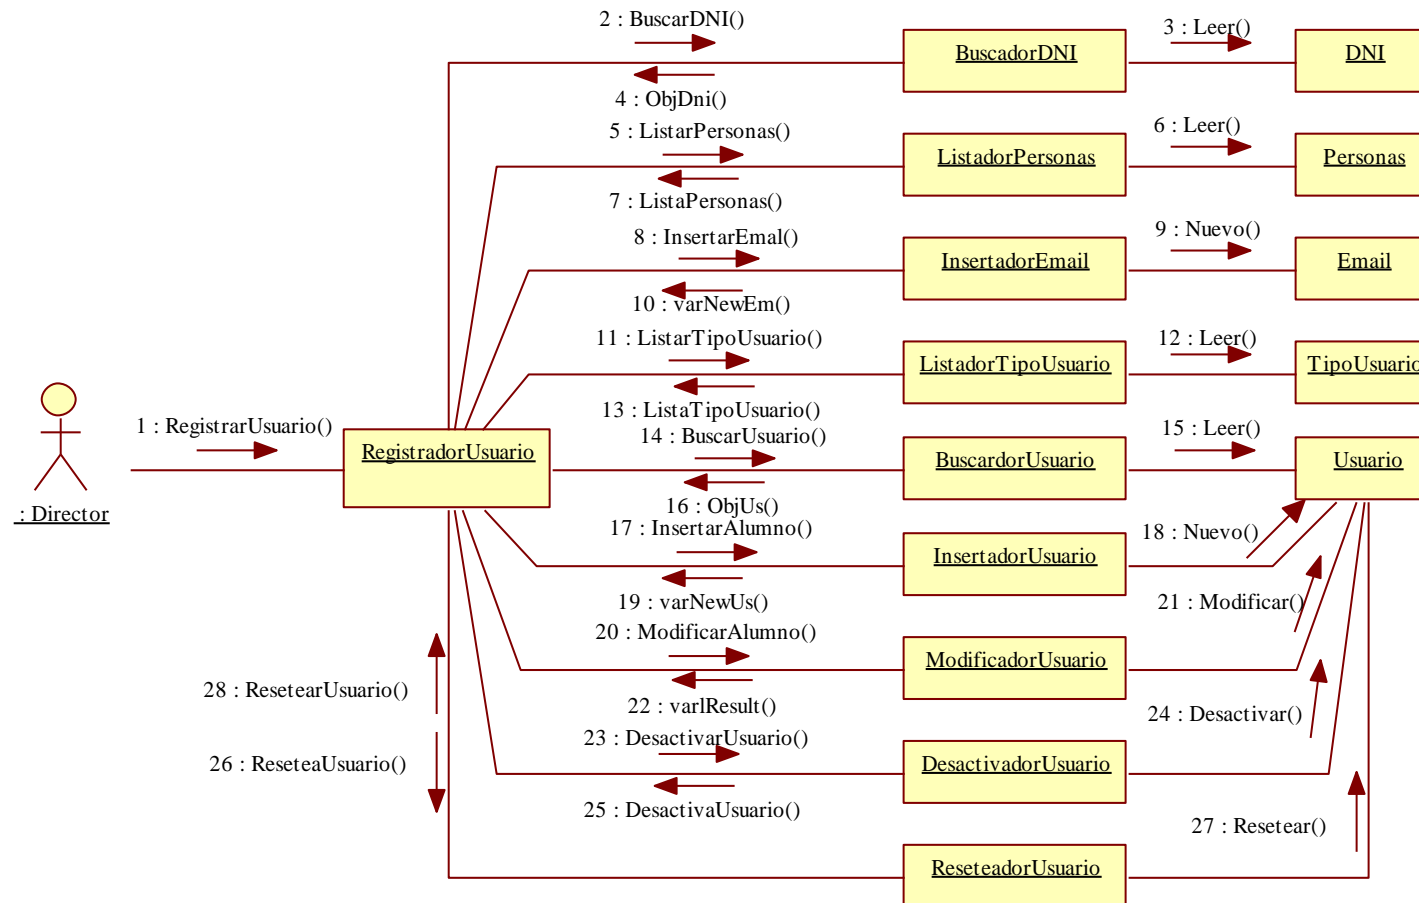 2 : BuscarDNI()
3 : Leer()
BuscadorDNI
DNI
4 : ObjDni()
5 : ListarPersonas()
6 : Leer()
ListadorPersonas
Personas
7 : ListaPersonas()
8 : InsertarEmal()
9 : Nuevo()
InsertadorEmail
Email
10 : varNewEm()
11 : ListarTipoUsuario()
12 : Leer()
ListadorTipoUsuario
TipoUsuario
13 : ListaTipoUsuario()
1 : RegistrarUsuario()
14 : BuscarUsuario()
15 : Leer()
RegistradorUsuario
BuscardorUsuario
Usuario
: Director
16 : ObjUs()
17 : InsertarAlumno()
18 : Nuevo()
InsertadorUsuario
19 : varNewUs()
21 : Modificar()
20 : ModificarAlumno()
ModificadorUsuario
28 : ResetearUsuario()
22 : varlResult()
24 : Desactivar()
23 : DesactivarUsuario()
26 : ReseteaUsuario()
DesactivadorUsuario
25 : DesactivaUsuario()
27 : Resetear()
ReseteadorUsuario